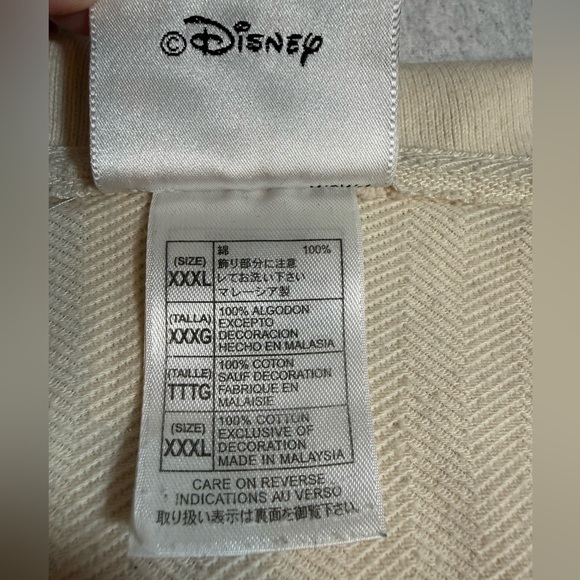 ©Disney
(SIZE)
XXXL
綿 100%
飾り部分に注意
してお洗い下さい
マレーシア製
(TALLA)
XXXG
100% ALGODON
EXCEPTO
DECORACION
HECHO EN MALASIA
(TAILLE)
TTTG
100% COTON
SAUF DECORATION
FABRIQUE EN
MALAISIE
(SIZE)
XXXL
100% COTTON
EXCLUSIVE OF
DECORATION
MADE IN MALAYSIA
CARE ON REVERSE
INDICATIONS AU VERSO
取り扱い表示は裏面を御覧下さい